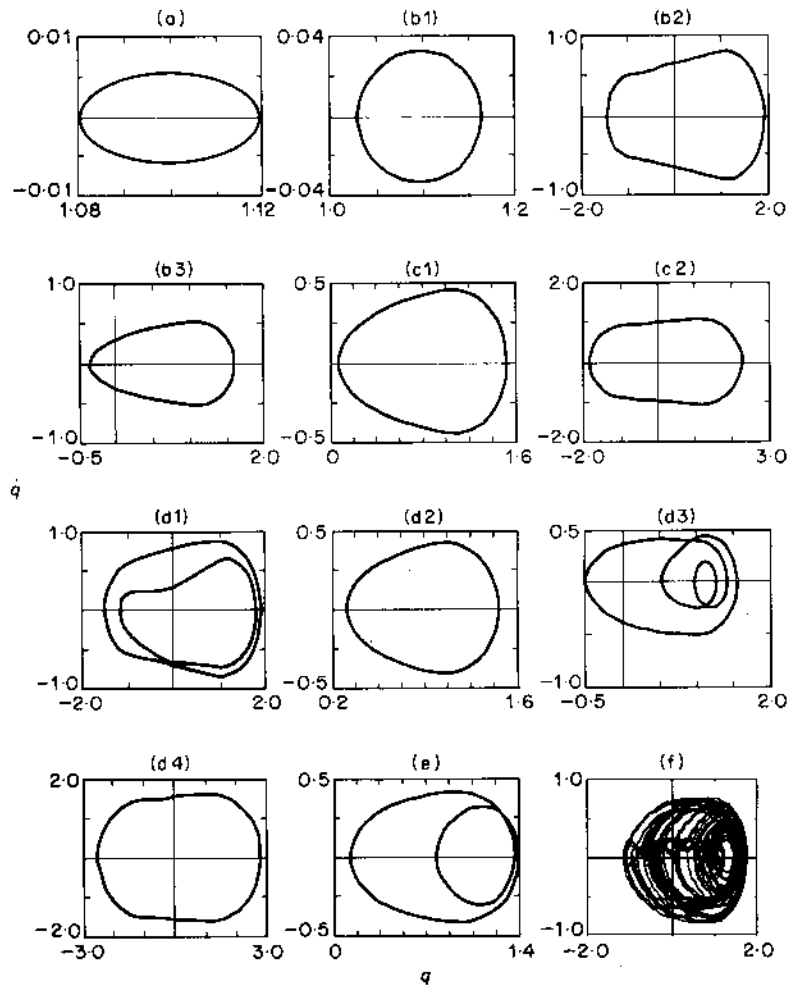 (a) (b1) (b2)
0·01 0·04 1·0
-0·01 -0·04 -1·0
1·08 1·12 1·0 1·2 -2·0 2·0
(b3) (c1) (c2)
1·0 0·5 2·0
-1·0 -0·5 -2·0
-0·5 2·0 0 1·6 -2·0 3·0
q̇
(d1) (d2) (d3)
1·0 0·5 0·5
-1·0 -0·5 -1·0
-2·0 2·0 0·2 1·6 -0·5 2·0
(d4) (e) (f)
2·0 0·5 1·0
-2·0 -0·5 -1·0
-3·0 3·0 0 1·4 -2·0 2·0
q